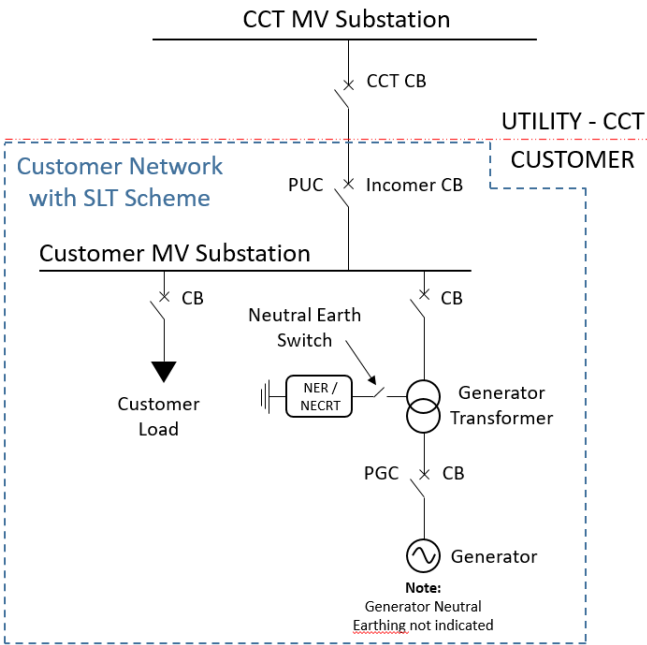 CCT MV Substation
CCT CB
UTILITY - CCT
CUSTOMER
Customer Network
with SLT Scheme
PUC
Incomer CB
Customer MV Substation
CB
CB
Neutral Earth
Switch
NER /
NECRT
Generator
Transformer
Customer
Load
PGC
CB
Generator
Note:
Generator Neutral
Earthing not indicated